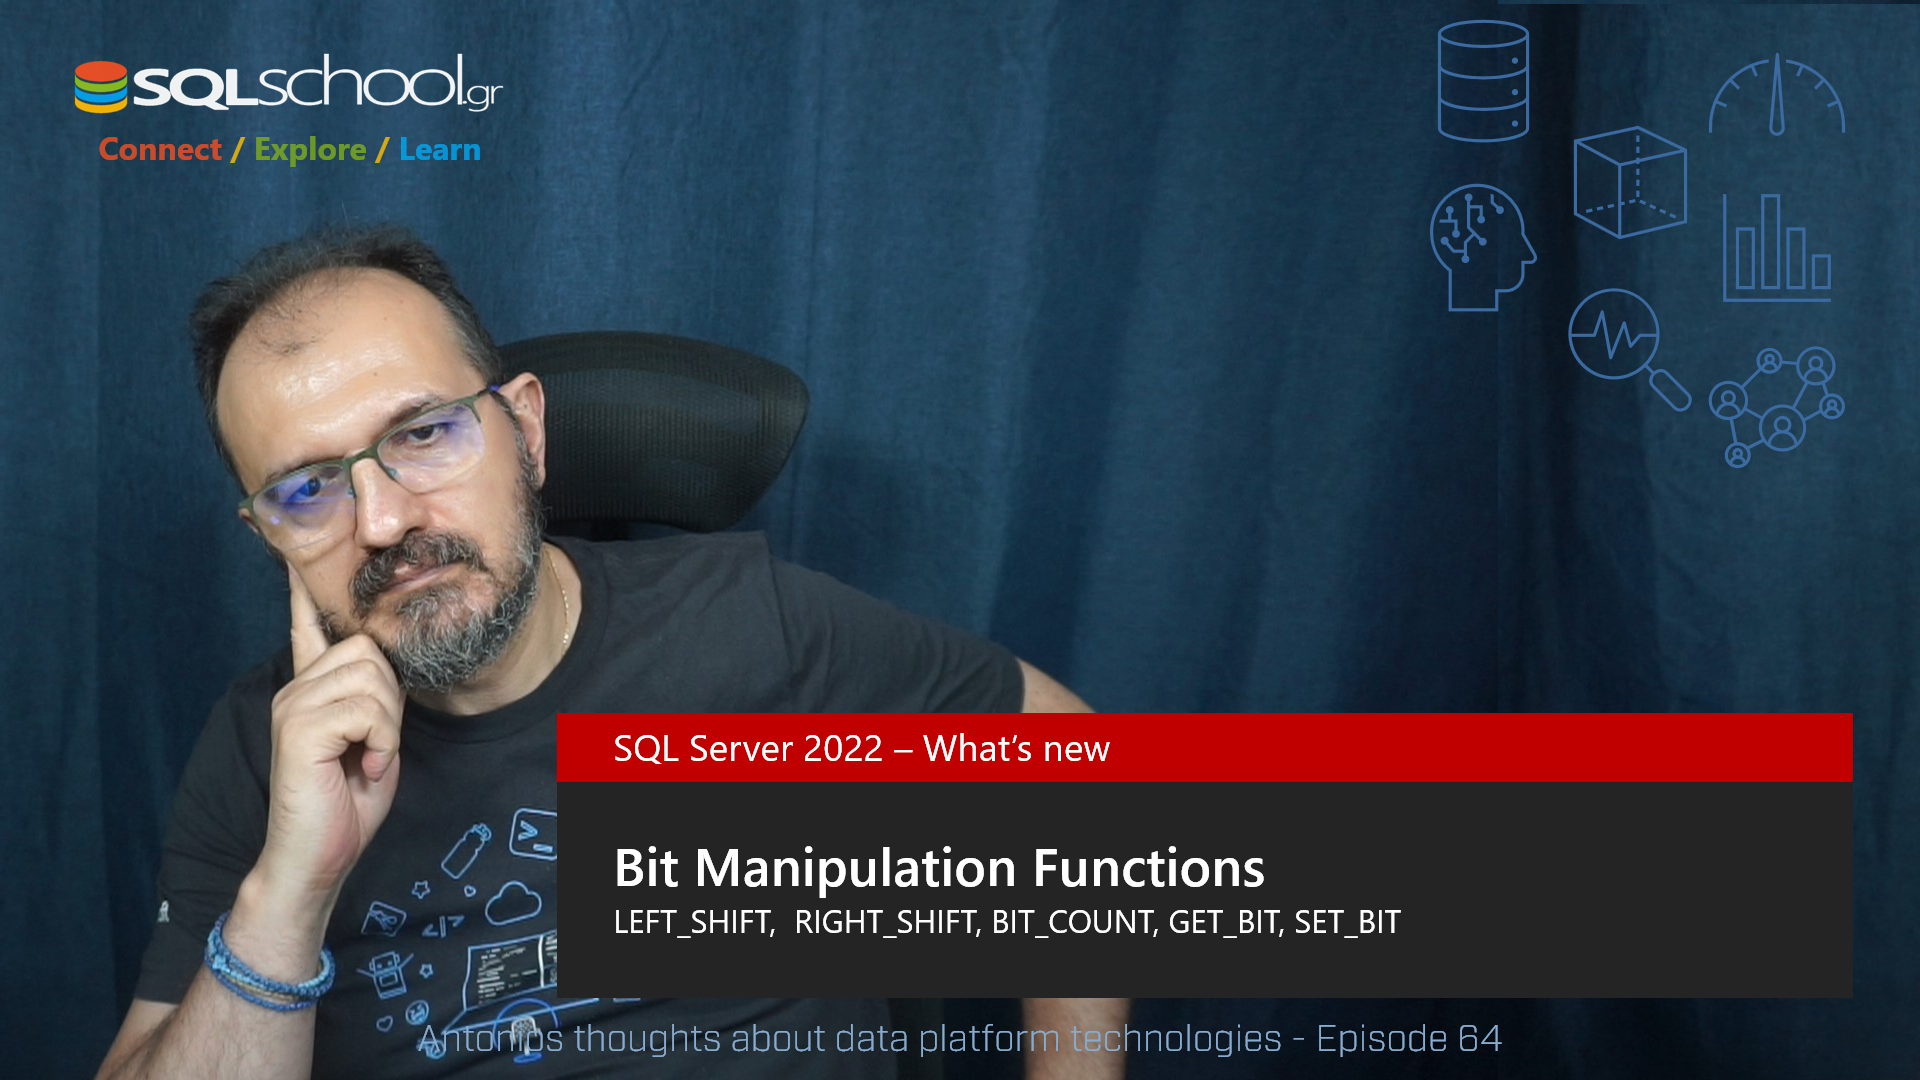 SQLschool.gr
Connect / Explore / Learn
SQL Server 2022 – What‘s new
Bit Manipulation Functions
LEFT_SHIFT,  RIGHT_SHIFT, BIT_COUNT, GET_BIT, SET_BIT
Antonios thoughts about data platform technologies - Episode 64